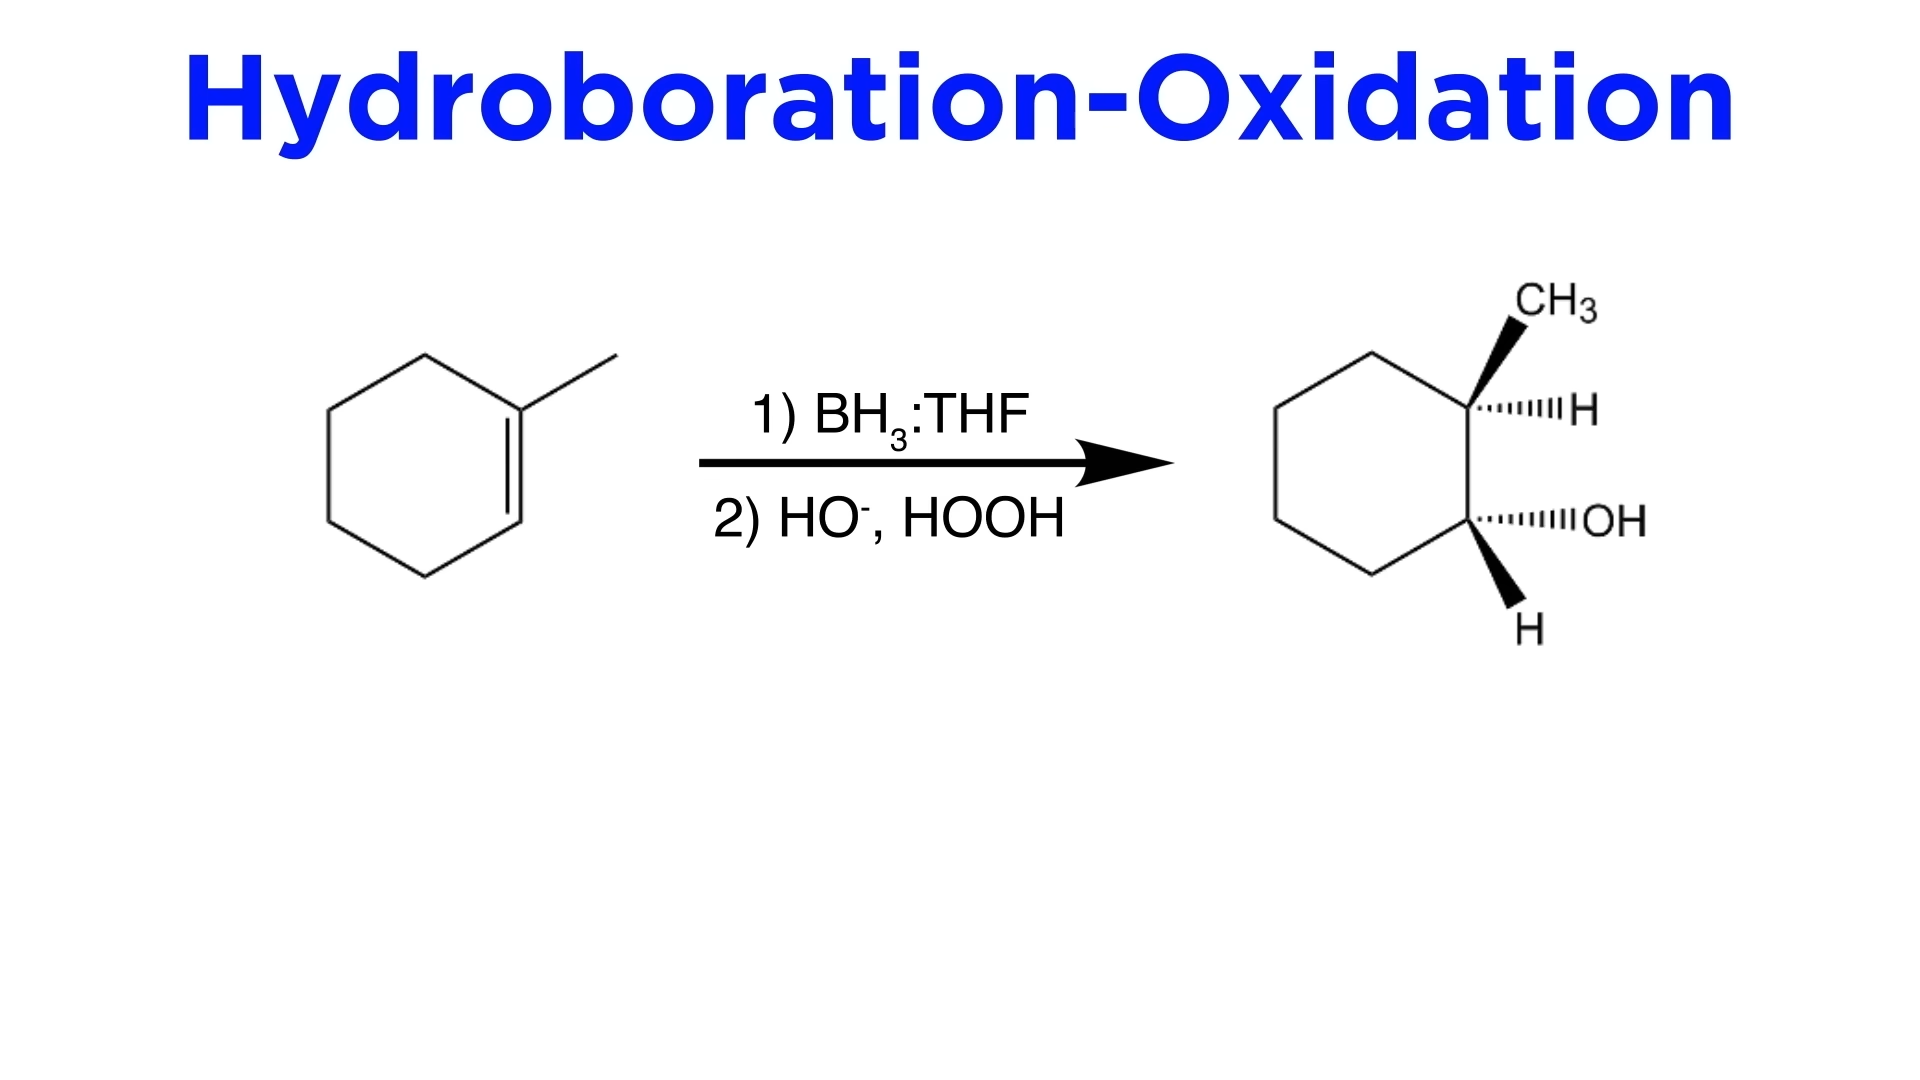 Hydroboration-Oxidation
CH₃
1) BH₃:THF
H
2) HO⁻, HOOH
OH
H